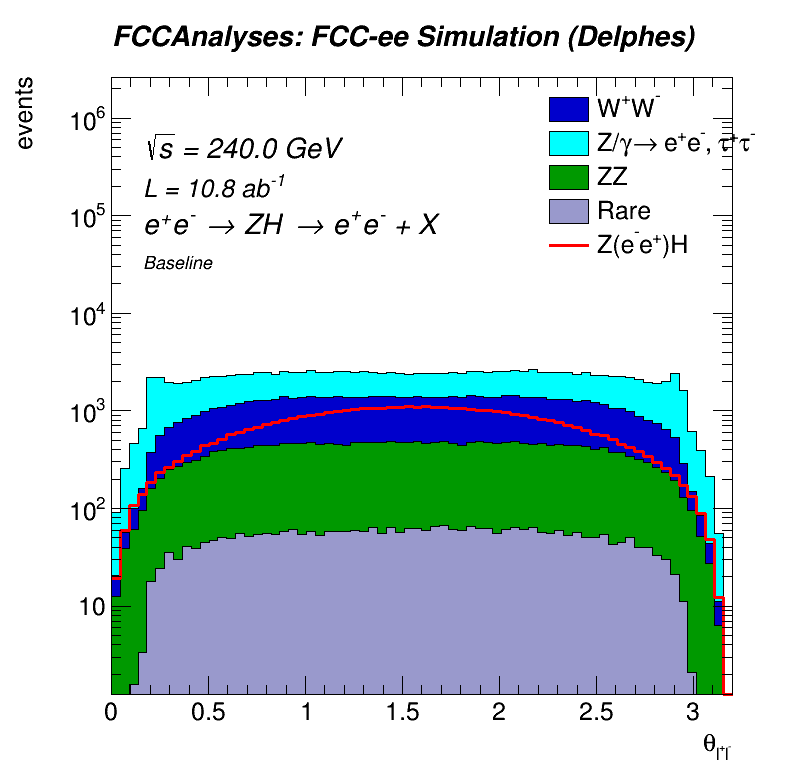 FCCAnalyses: FCC-ee Simulation (Delphes)
events
√s = 240.0 GeV
L = 10.8 ab⁻¹
e⁺e⁻ → ZH → e⁺e⁻ + X
Baseline
W⁺W⁻
Z/γ → e⁺e⁻, τ⁺τ⁻
ZZ
Rare
Z(e⁻e⁺)H
10⁶
10⁵
10⁴
10³
10²
10
0 0.5 1 1.5 2 2.5 3
θ_l⁺l⁻